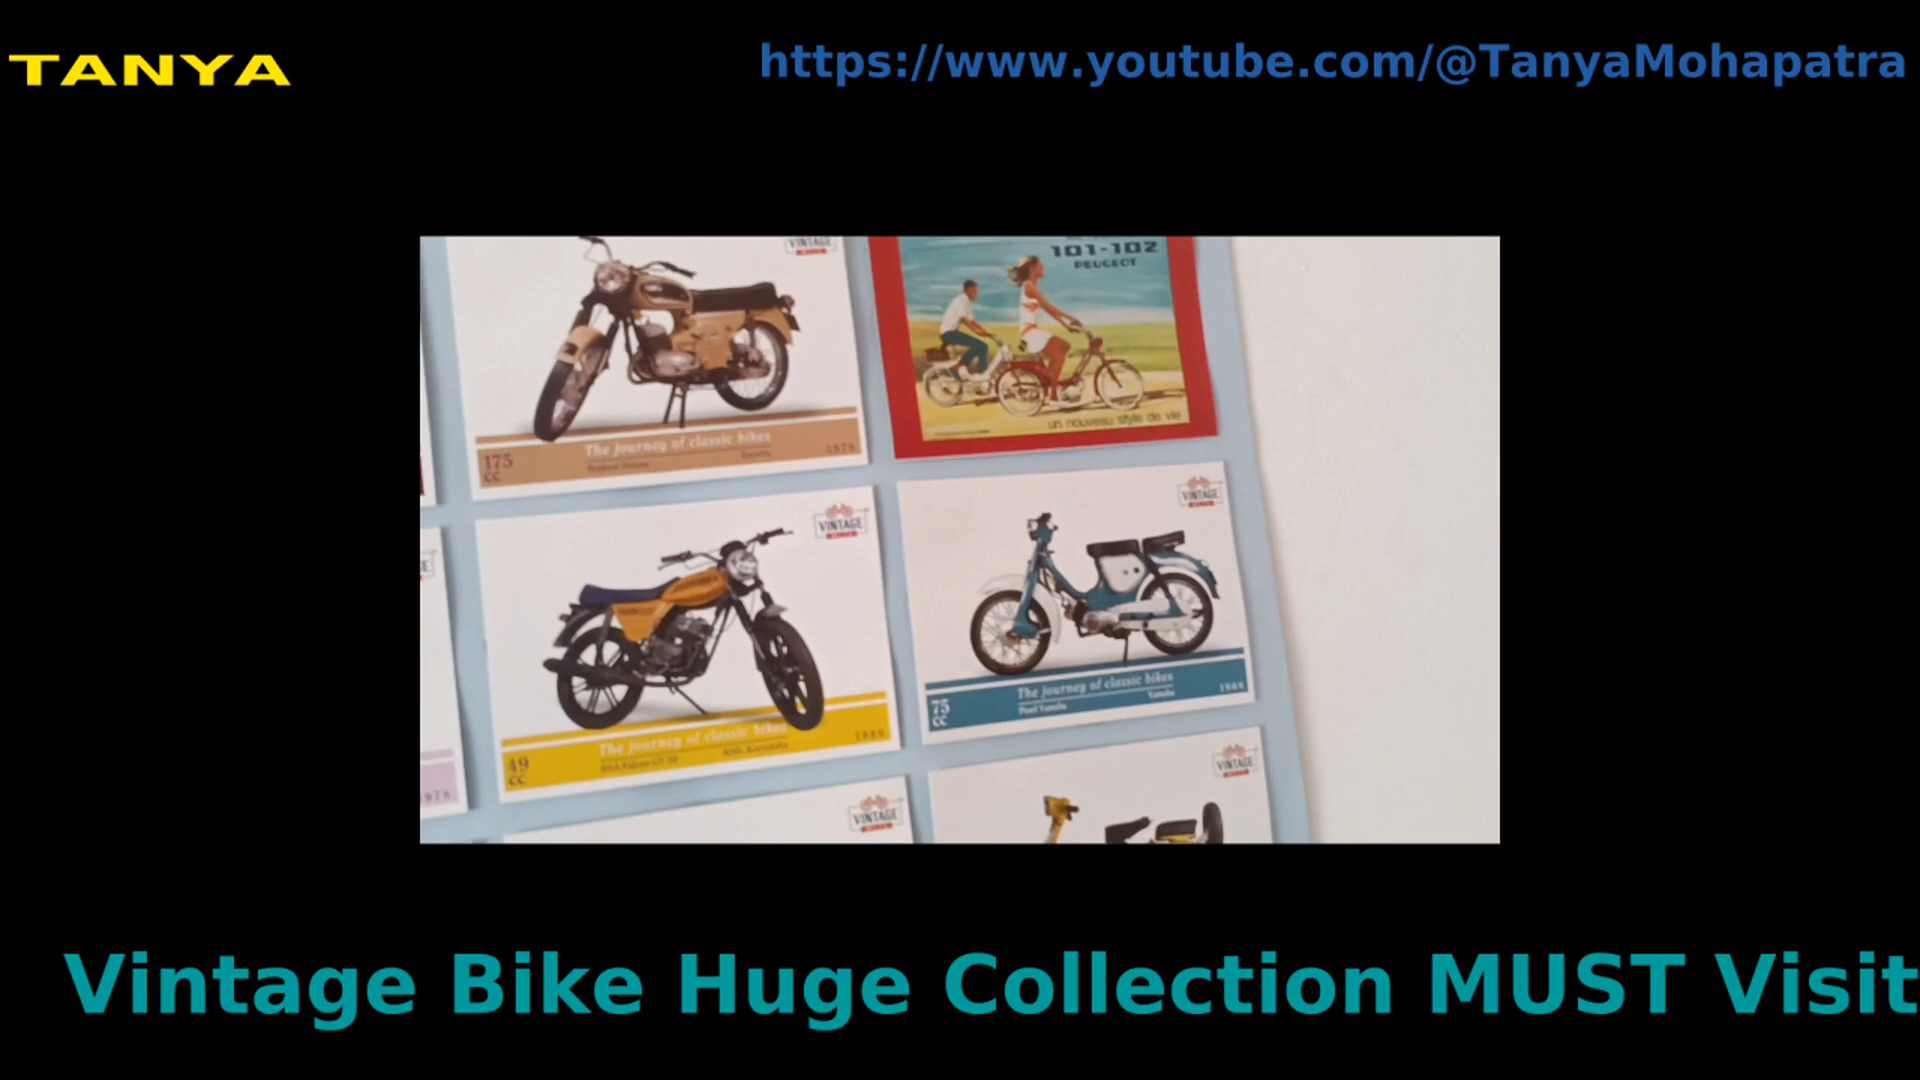 TANYA
https://www.youtube.com/@TanyaMohapatra
VINTAGE
101-102
PEUGEOT
un nouveau style de vie
The journey of classic bikes
175
CC
VINTAGE
VINTAGE
The journey of classic bikes
49
CC
The journey of classic bikes
Yamaha
1968
75
CC
VINTAGE
VINTAGE
Vintage Bike Huge Collection MUST Visit